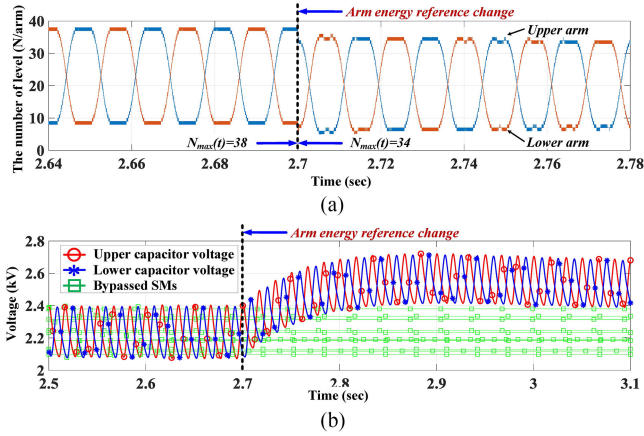 (a)
Arm energy reference change
The number of level (N/arm)
40
30
20
10
0
Upper arm
Lower arm
Nmax(t)=38
Nmax(t)=34
2.64 2.66 2.68 2.7 2.72 2.74 2.76 2.78
Time (sec)
(a)
(b)
Arm energy reference change
Voltage (kV)
2.8
2.6
2.4
2.2
2
Upper capacitor voltage
Lower capacitor voltage
Bypassed SMs
2.5 2.6 2.7 2.8 2.9 3 3.1
Time (sec)
(b)